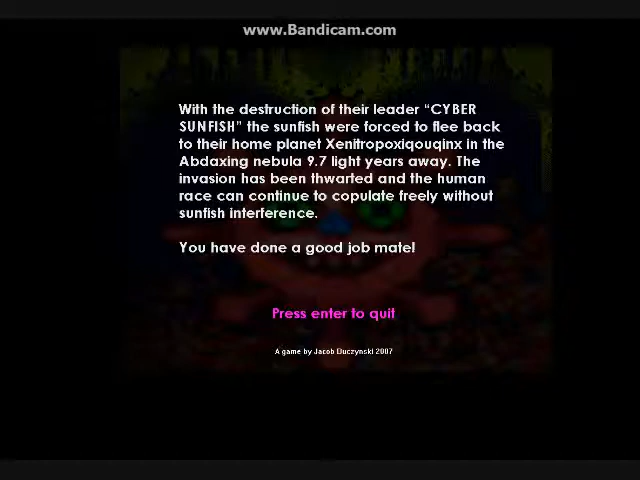 www.Bandicam.com
With the destruction of their leader “CYBER
SUNFISH” the sunfish were forced to flee back
to their home planet Xenitropoxiqouqinx in the
Abdaxing nebula 9.7 light years away. The
invasion has been thwarted and the human
race can continue to copulate freely without
sunfish interference.
You have done a good job mate!
Press enter to quit
A game by Jacob Duczynski 2007